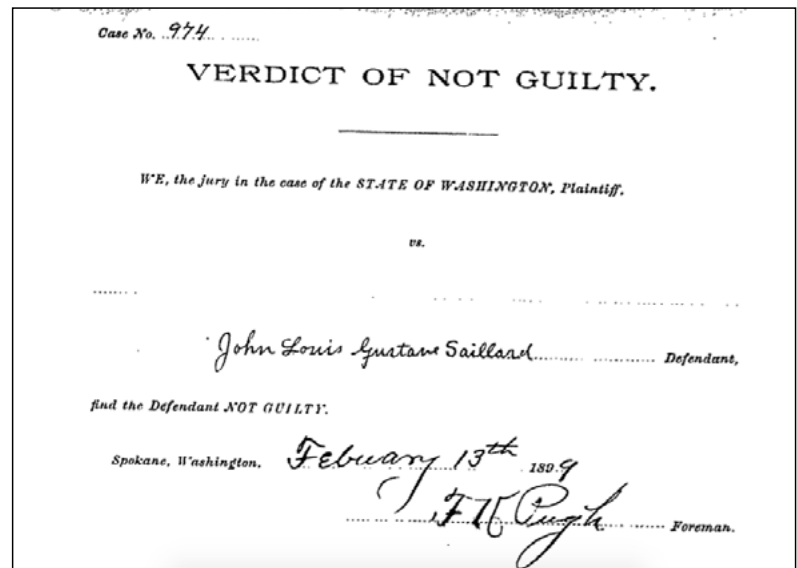 Case No. 974
VERDICT OF NOT GUILTY.
WE, the jury in the case of the STATE OF WASHINGTON, Plaintiff,
vs.
John Louis Gustave Saillard Defendant,
find the Defendant NOT GUILTY.
Spokane, Washington, Febuary 13th 1899
F K Pugh Foreman.